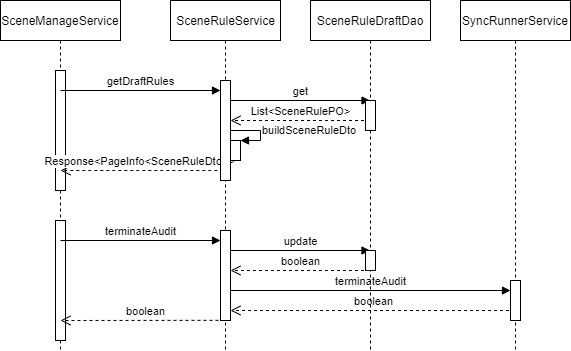 SceneManageService
SceneRuleService
SceneRuleDraftDao
SyncRunnerService
getDraftRules
get
List<SceneRulePO>
buildSceneRuleDto
Response<PageInfo<SceneRuleDto
terminateAudit
update
boolean
terminateAudit
boolean
boolean